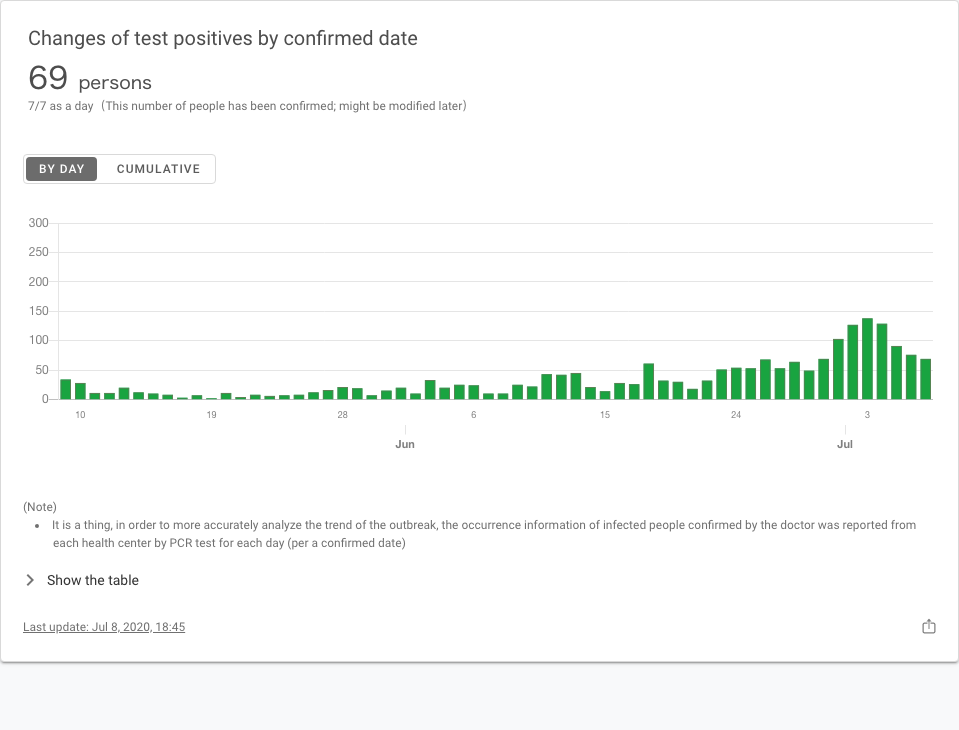 Changes of test positives by confirmed date
69 persons
7/7 as a day（This number of people has been confirmed; might be modified later）
BY DAY CUMULATIVE
300
250
200
150
100
50
0
10 19 28 6 15 24 3
Jun Jul
(Note)
• It is a thing, in order to more accurately analyze the trend of the outbreak, the occurrence information of infected people confirmed by the doctor was reported from
each health center by PCR test for each day (per a confirmed date)
Show the table
Last update: Jul 8, 2020, 18:45